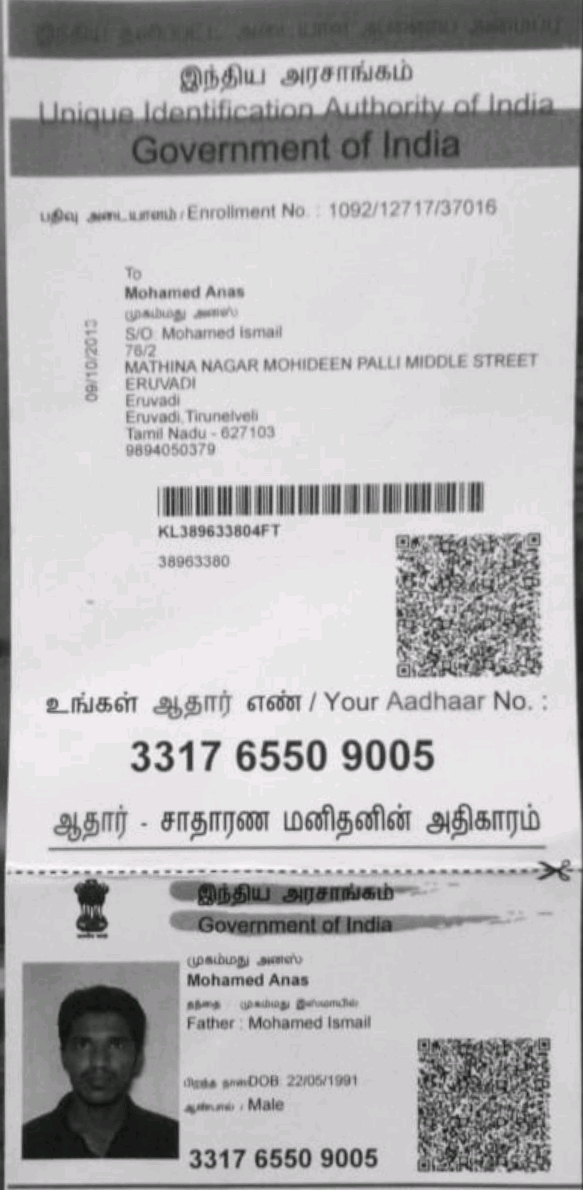 இந்திய அரசாங்கம்
Unique Identification Authority of India
Government of India
பதிவு அடையாளம் / Enrollment No. : 1092/12717/37016
09/10/2013
To
Mohamed Anas
முகம்மது அனஸ்
S/O: Mohamed Ismail
76/2
MATHINA NAGAR MOHIDEEN PALLI MIDDLE STREET
ERUVADI
Eruvadi
Eruvadi,Tirunelveli
Tamil Nadu - 627103
9894050379
KL389633804FT
38963380
உங்கள் ஆதார் எண் / Your Aadhaar No. :
3317 6550 9005
ஆதார் - சாதாரண மனிதனின் அதிகாரம்
இந்திய அரசாங்கம்
Government of India
முகம்மது அனஸ்
Mohamed Anas
தந்தை : முகம்மது இஸ்மாயில்
Father : Mohamed Ismail
பிறந்த நாள்DOB: 22/05/1991
ஆண்பால் / Male
3317 6550 9005